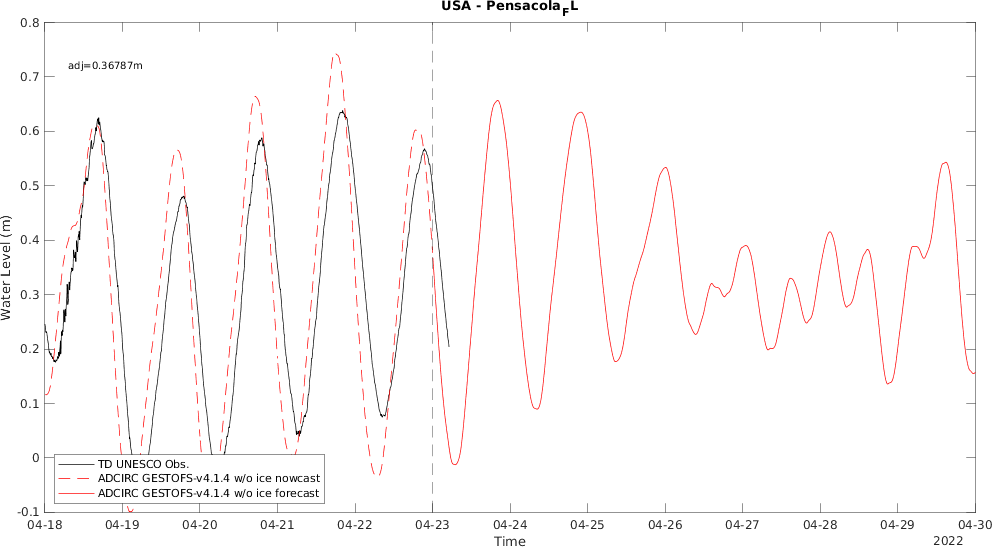 USA - Pensacola_FL
adj=0.36787m
Water Level (m)
0.8
0.7
0.6
0.5
0.4
0.3
0.2
0.1
0
-0.1
TD UNESCO Obs.
ADCIRC GESTOFS-v4.1.4 w/o ice nowcast
ADCIRC GESTOFS-v4.1.4 w/o ice forecast
04-18 04-19 04-20 04-21 04-22 04-23 04-24 04-25 04-26 04-27 04-28 04-29 04-30
Time
2022